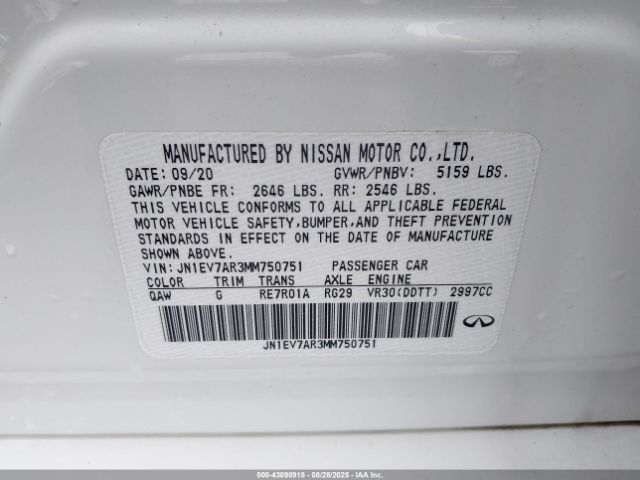 MANUFACTURED BY NISSAN MOTOR CO.,LTD.
DATE: 09/20 GVWR/PNBV: 5159 LBS.
GAWR/PNBE FR: 2646 LBS. RR: 2546 LBS.
THIS VEHICLE CONFORMS TO ALL APPLICABLE FEDERAL
MOTOR VEHICLE SAFETY,BUMPER,AND THEFT PREVENTION
STANDARDS IN EFFECT ON THE DATE OF MANUFACTURE
SHOWN ABOVE.
VIN: JN1EV7AR3MM750751 PASSENGER CAR
COLOR TRIM TRANS AXLE ENGINE
QAW G RE7R01A RG29 VR30(DDTT) 2997CC
JN1EV7AR3MM750751
000-43098918 - 08/28/2025 - IAA Inc.